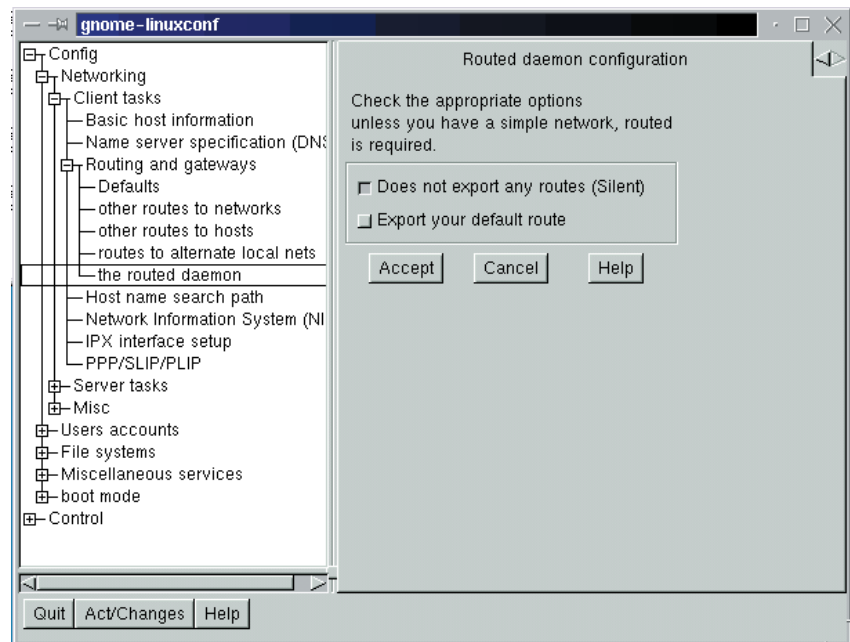 gnome-linuxconf
Config
Networking
Client tasks
Basic host information
Name server specification (DNS
Routing and gateways
Defaults
other routes to networks
other routes to hosts
routes to alternate local nets
the routed daemon
Host name search path
Network Information System (NI
IPX interface setup
PPP/SLIP/PLIP
Server tasks
Misc
Users accounts
File systems
Miscellaneous services
boot mode
Control
Routed daemon configuration
Check the appropriate options
unless you have a simple network, routed
is required.
Does not export any routes (Silent)
Export your default route
Accept Cancel Help
Quit Act/Changes Help